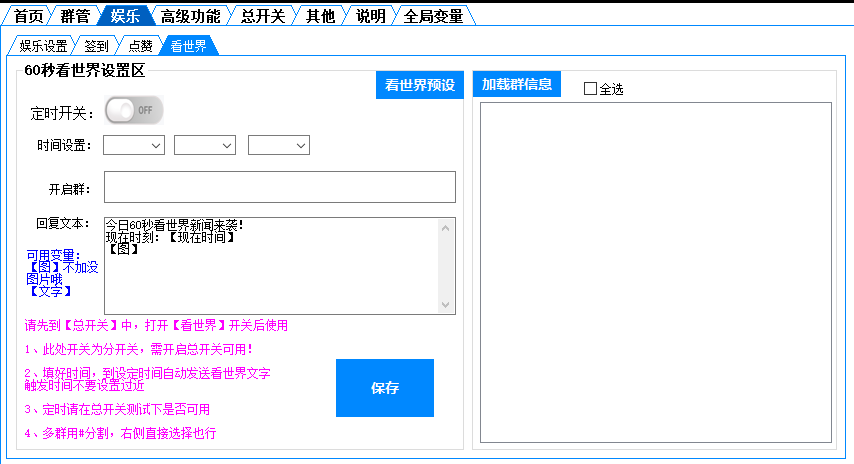 首页 群管 娱乐 高级功能 总开关 其他 说明 全局变量
娱乐设置 签到 点赞 看世界
60秒看世界设置区
看世界预设
加载群信息
全选
定时开关：
OFF
时间设置：
开启群：
回复文本：
今日60秒看世界新闻来袭！
现在时刻：【现在时间】
【图】
可用变量：
【图】不加没
图片哦
【文字】
请先到【总开关】中，打开【看世界】开关后使用
1、此处开关为分开关，需开启总开关可用！
2、填好时间，到设定时间自动发送看世界文字
触发时间不要设置过近
3、定时请在总开关测试下是否可用
4、多群用#分割，右侧直接选择也行
保存